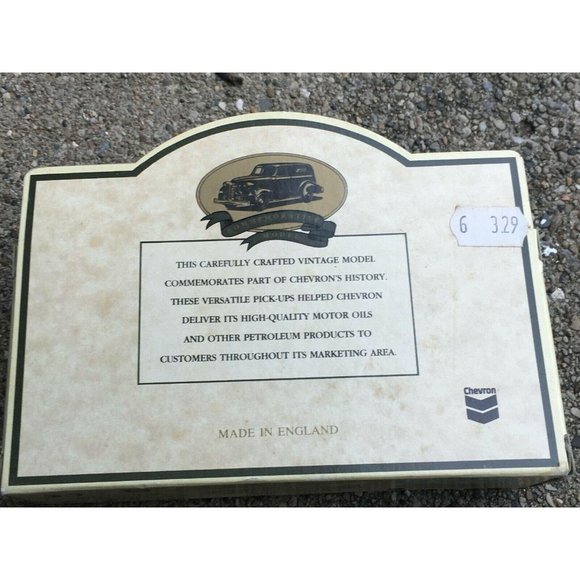 COMMEMORATIVE
MODELS
6 3.29
THIS CAREFULLY CRAFTED VINTAGE MODEL
COMMEMORATES PART OF CHEVRON'S HISTORY.
THESE VERSATILE PICK-UPS HELPED CHEVRON
DELIVER ITS HIGH-QUALITY MOTOR OILS
AND OTHER PETROLEUM PRODUCTS TO
CUSTOMERS THROUGHOUT ITS MARKETING AREA.
Chevron
MADE IN ENGLAND